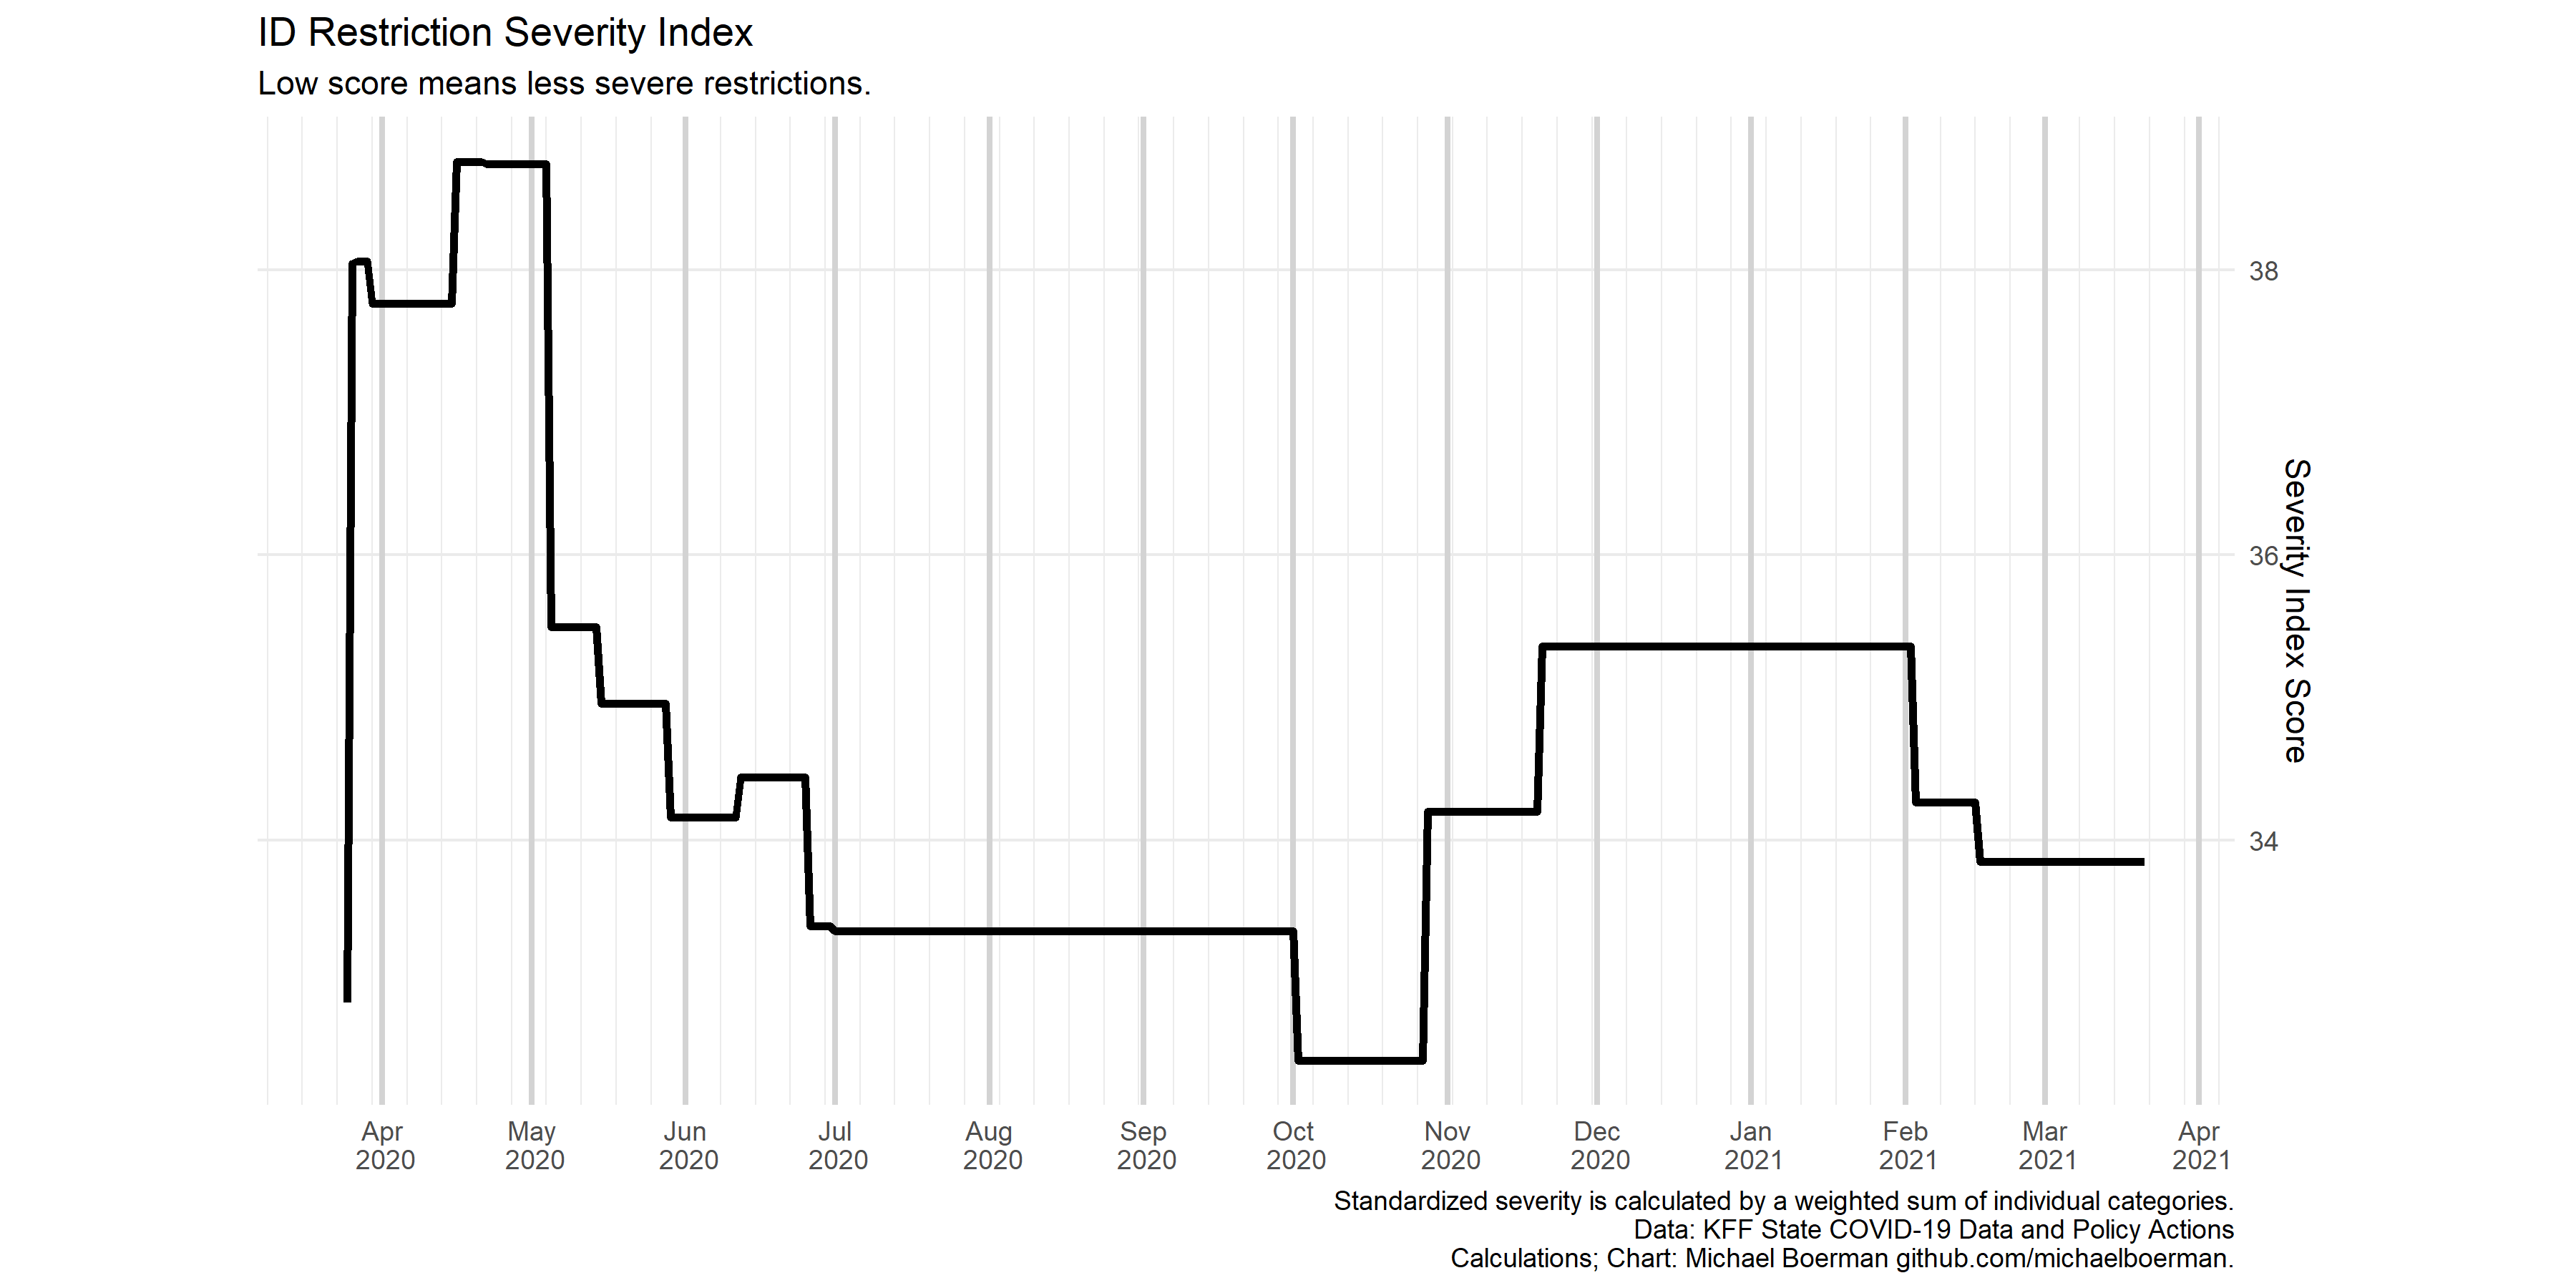 ID Restriction Severity Index
Low score means less severe restrictions.
38
36
34
Severity Index Score
Apr May Jun Jul Aug Sep Oct Nov Dec Jan Feb Mar Apr
2020 2020 2020 2020 2020 2020 2020 2020 2020 2021 2021 2021 2021
Standardized severity is calculated by a weighted sum of individual categories.
Data: KFF State COVID-19 Data and Policy Actions
Calculations; Chart: Michael Boerman github.com/michaelboerman.